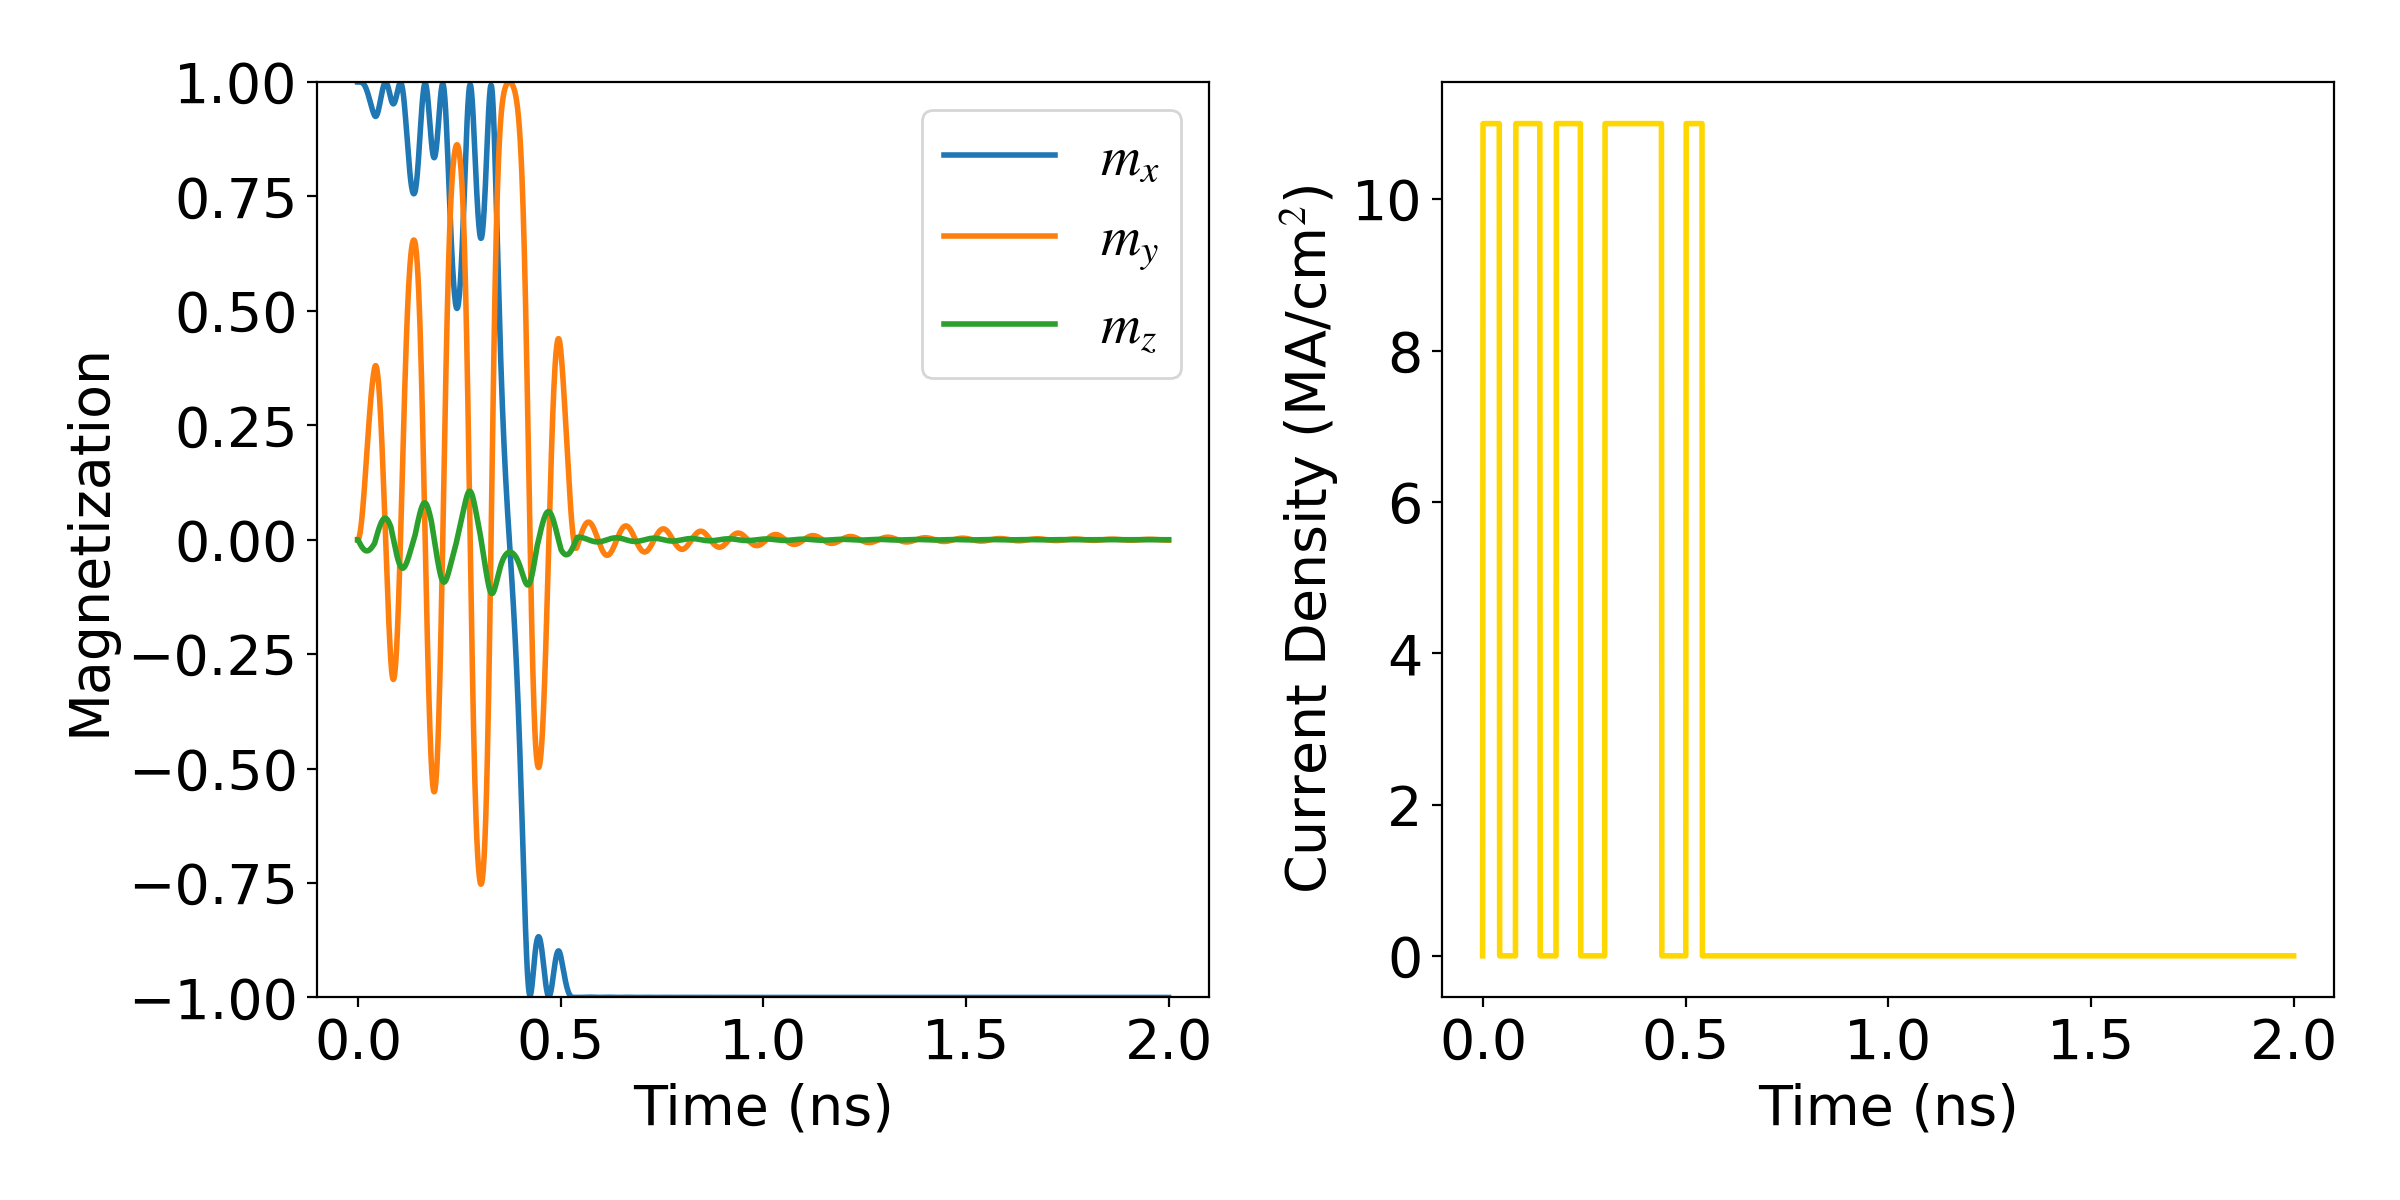 1.00
0.75
0.50
0.25
0.00
−0.25
−0.50
−0.75
−1.00
Magnetization
0.0 0.5 1.0 1.5 2.0
Time (ns)
m_x
m_y
m_z
10
8
6
4
2
0
Current Density (MA/cm²)
0.0 0.5 1.0 1.5 2.0
Time (ns)